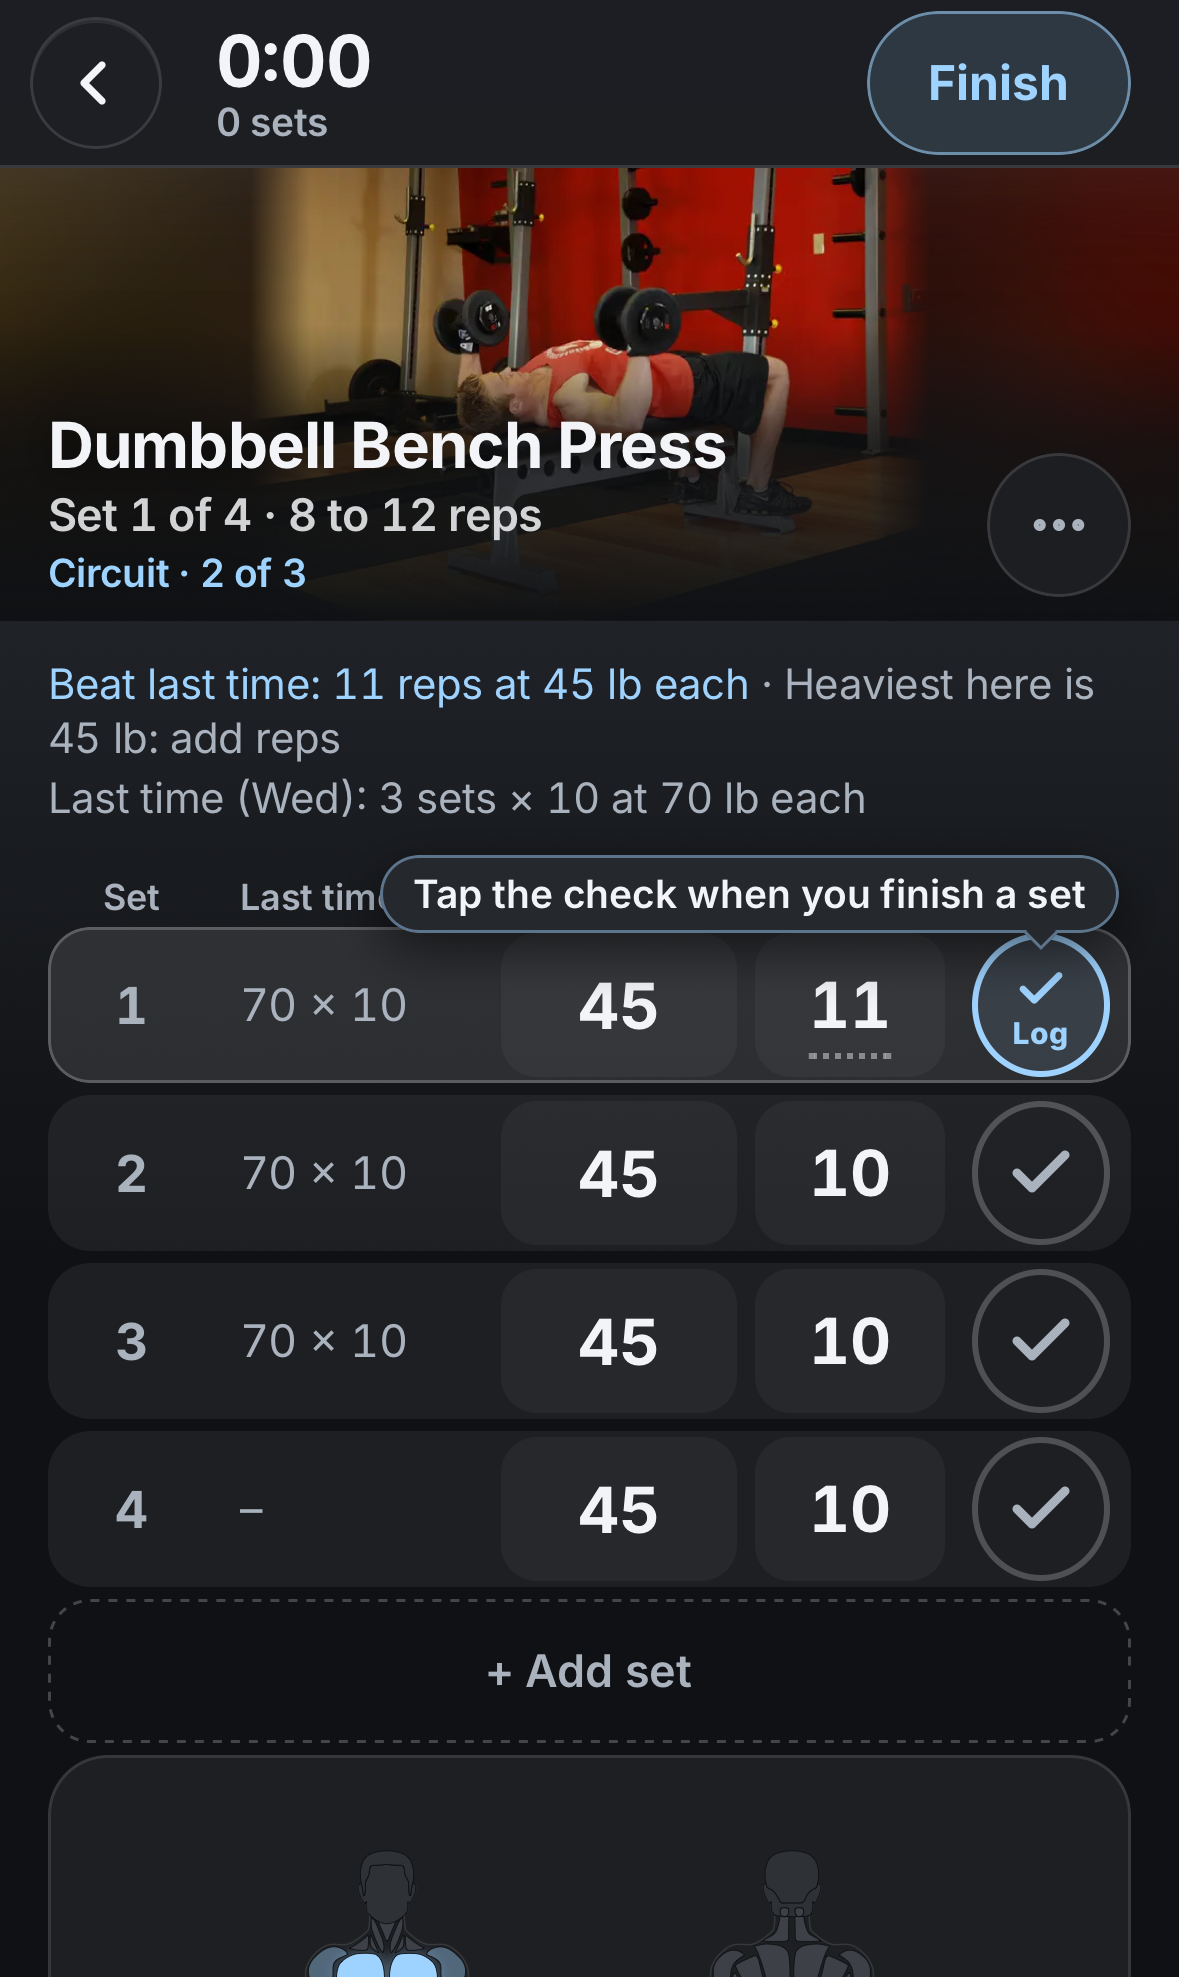 0:00
0 sets
Finish
Dumbbell Bench Press
Set 1 of 4 · 8 to 12 reps
Circuit · 2 of 3
Beat last time: 11 reps at 45 lb each · Heaviest here is
45 lb: add reps
Last time (Wed): 3 sets × 10 at 70 lb each
Set Last time
Tap the check when you finish a set
1 70 × 10 45 11 Log
2 70 × 10 45 10
3 70 × 10 45 10
4 – 45 10
+ Add set